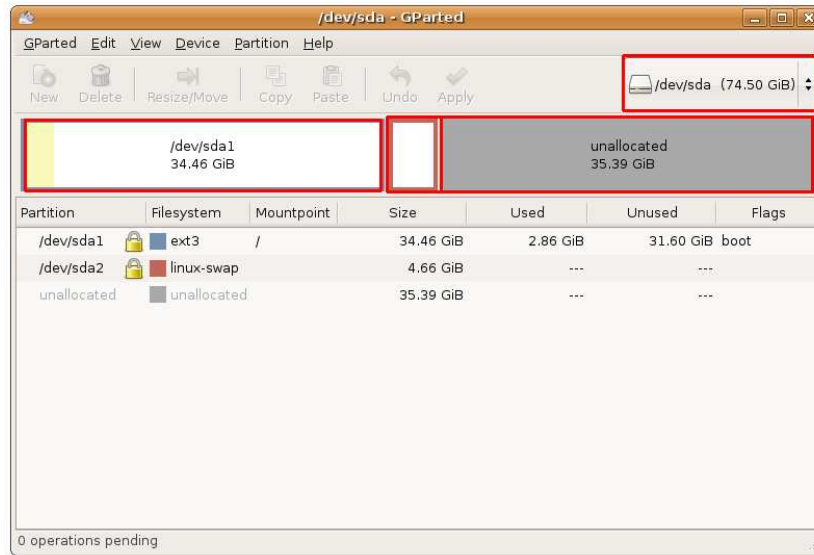 /dev/sda - GParted
GParted Edit View Device Partition Help
New Delete Resize/Move Copy Paste Undo Apply /dev/sda (74.50 GiB)
/dev/sda1 unallocated
34.46 GiB 35.39 GiB
Partition Filesystem Mountpoint Size Used Unused Flags
/dev/sda1 ext3 / 34.46 GiB 2.86 GiB 31.60 GiB boot
/dev/sda2 linux-swap 4.66 GiB --- ---
unallocated unallocated 35.39 GiB --- ---
0 operations pending